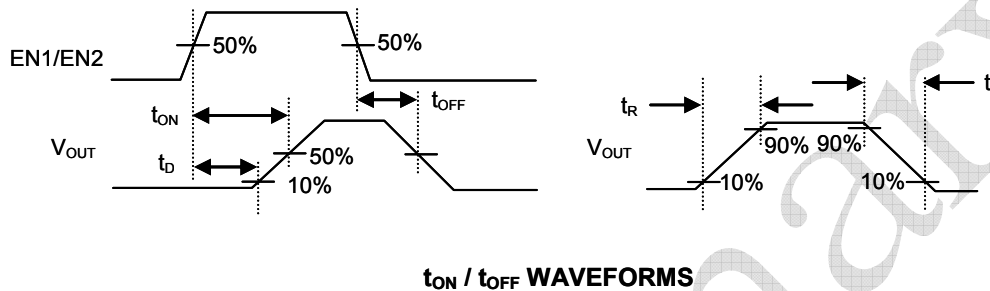 EN1/EN2
50%
50%
tON
tOFF
VOUT
50%
tD
10%
tR
t
VOUT
90%
90%
10%
10%
tON / tOFF WAVEFORMS